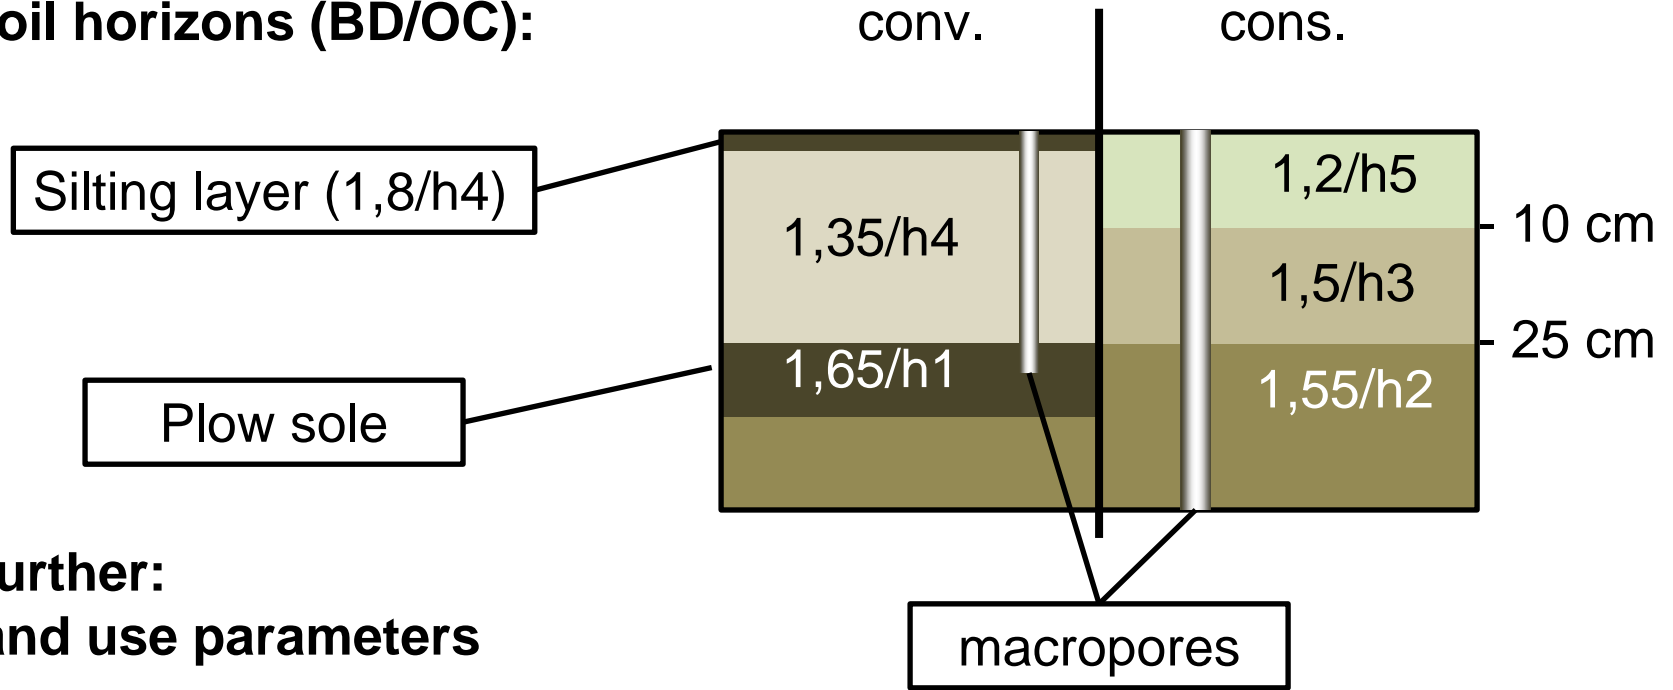 oil horizons (BD/OC):
conv.
cons.
Silting layer (1,8/h4)
1,2/h5
10 cm
1,35/h4
1,5/h3
25 cm
1,65/h1
1,55/h2
Plow sole
urther:
and use parameters
macropores